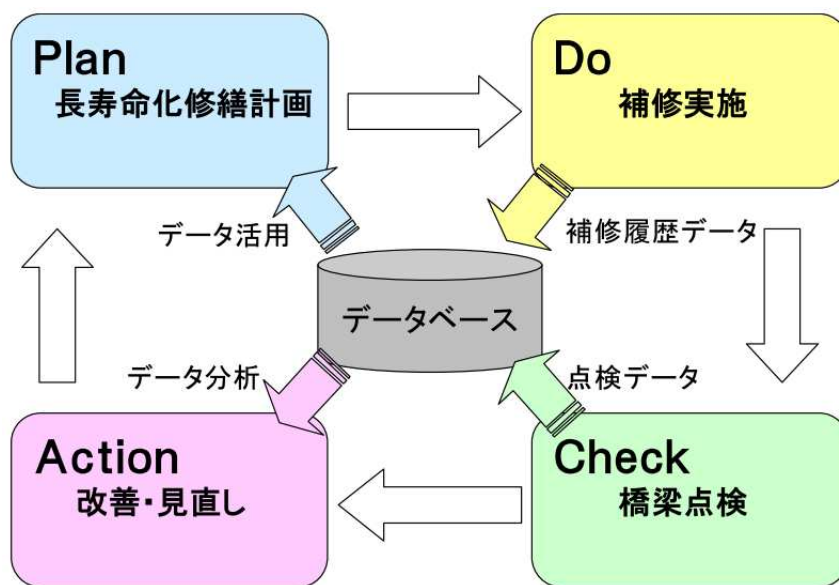 Plan
長寿命化修繕計画
Do
補修実施
データ活用
補修履歴データ
データベース
データ分析
点検データ
Action
改善・見直し
Check
橋梁点検